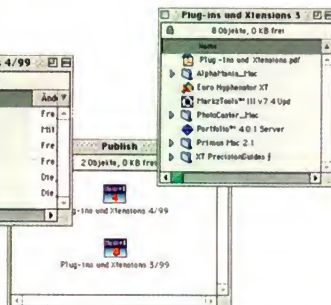 Plug-ins und Xtensions 3
8 Objekte, 0 KB frei
Name
Plug-Ins und Xtensions.pdf
AlphaMania_Mac
Euro Hyphenator XT
MarkzTools™ III v7 4 Upd
PhotoCaster_Mac
Portfolio™ 4.0.1 Server
Primus Mac 2.1
XT PrecisionGuides ƒ
s 4/99
Änd
Fre
Mit
Fre
Fre
Die
Die
Publish
2 Objekte, 0 KB fre
Plug-ins und Xtensions 4/99
Plug-ins und Xtensions 3/99